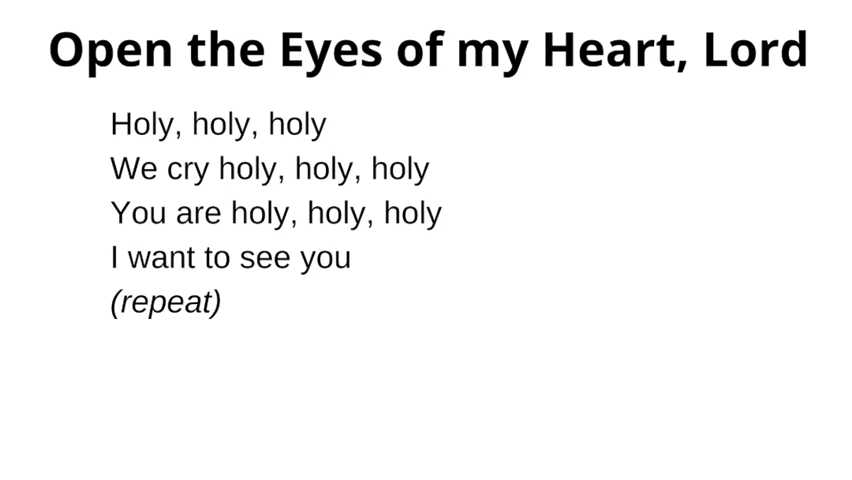 Open the Eyes of my Heart, Lord
Holy, holy, holy
We cry holy, holy, holy
You are holy, holy, holy
I want to see you
(repeat)